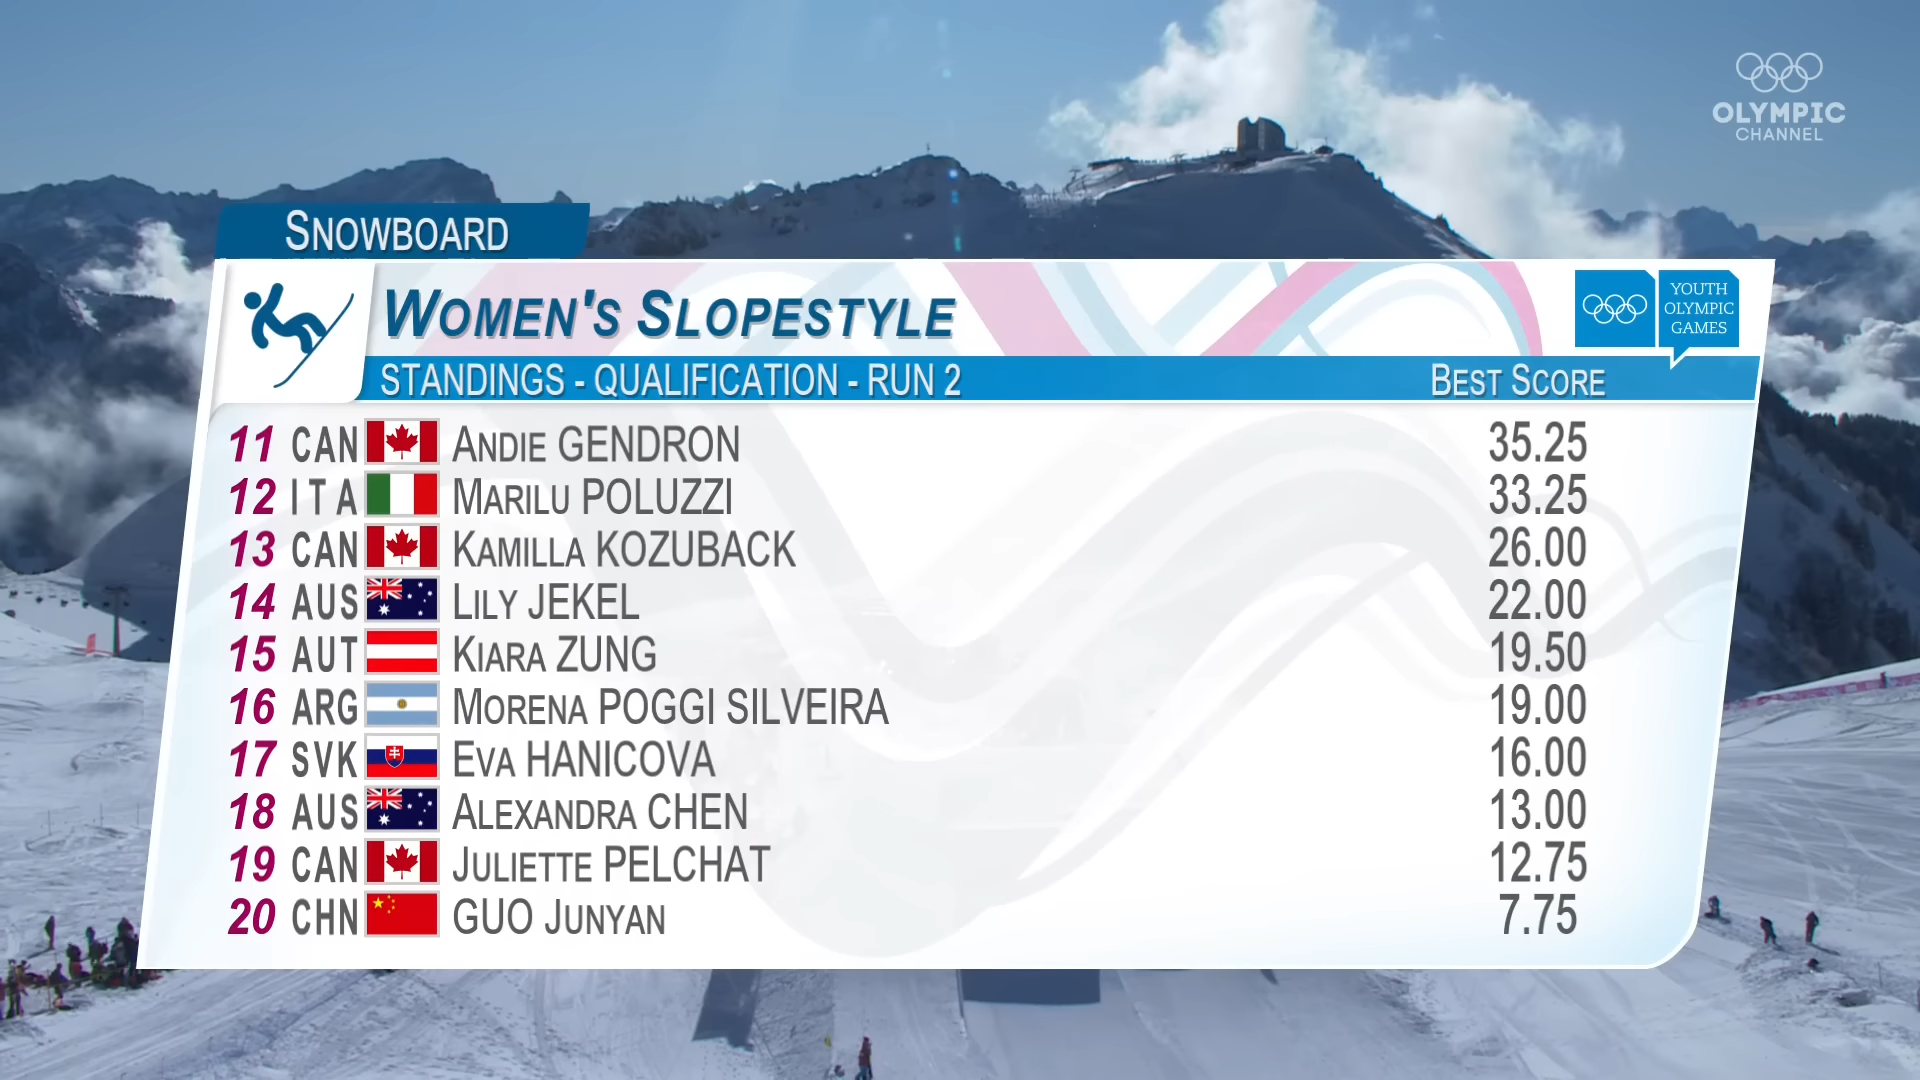 OLYMPIC
CHANNEL
SNOWBOARD
WOMEN'S SLOPESTYLE
YOUTH
OLYMPIC
GAMES
STANDINGS - QUALIFICATION - RUN 2 BEST SCORE
11 CAN ANDIE GENDRON 35.25
12 ITA MARILU POLUZZI 33.25
13 CAN KAMILLA KOZUBACK 26.00
14 AUS LILY JEKEL 22.00
15 AUT KIARA ZUNG 19.50
16 ARG MORENA POGGI SILVEIRA 19.00
17 SVK EVA HANICOVA 16.00
18 AUS ALEXANDRA CHEN 13.00
19 CAN JULIETTE PELCHAT 12.75
20 CHN GUO JUNYAN 7.75